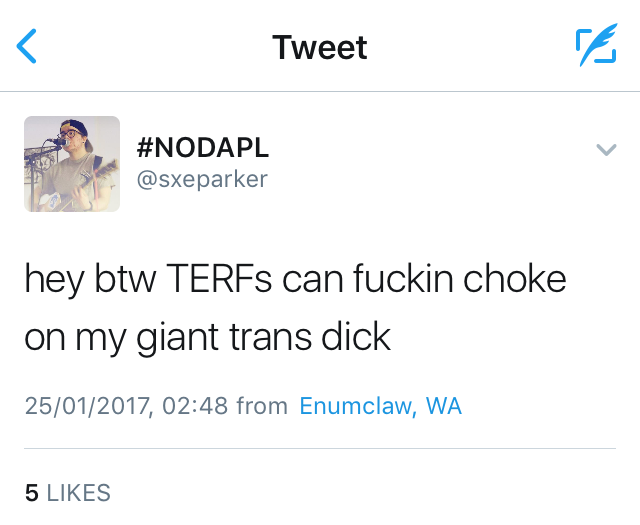 Tweet
#NODAPL
@sxeparker
hey btw TERFs can fuckin choke
on my giant trans dick
25/01/2017, 02:48 from Enumclaw, WA
5 LIKES